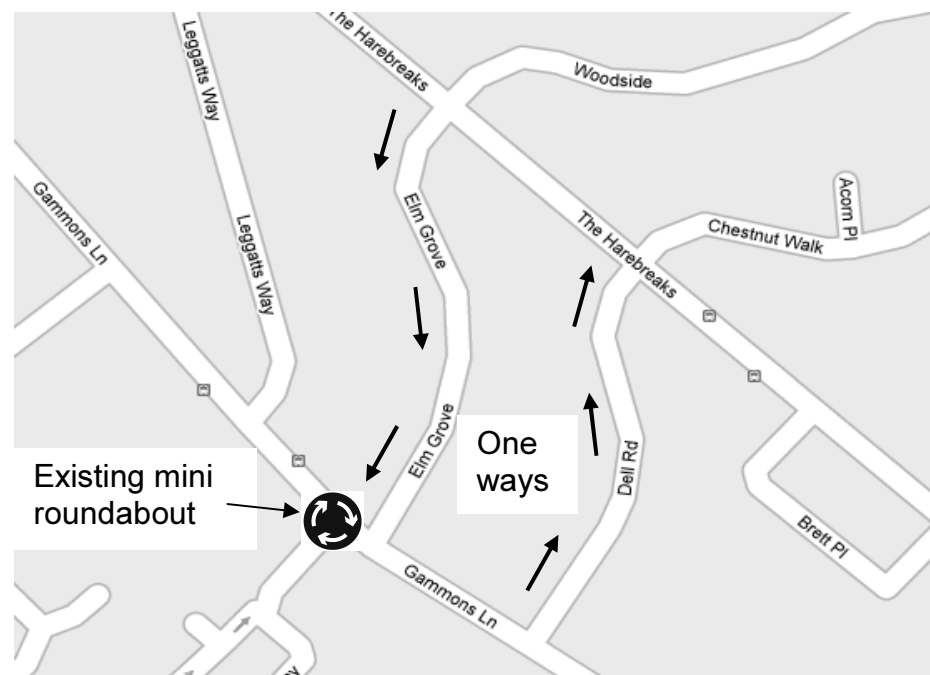 The Harebreaks
Leggatts Way
Woodside
Gammons Ln
Leggatts Way
Elm Grove
Acorn Pl
The Harebreaks
Chestnut Walk
Elm Grove
One
ways
Dell Rd
Existing mini
roundabout
Brett Pl
Gammons Ln